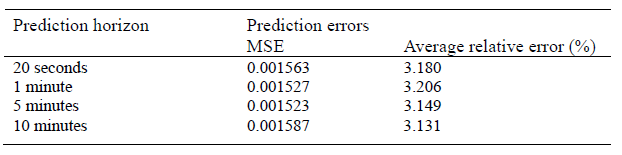 Prediction horizon Prediction errors
MSE Average relative error (%)
20 seconds 0.001563 3.180
1 minute 0.001527 3.206
5 minutes 0.001523 3.149
10 minutes 0.001587 3.131